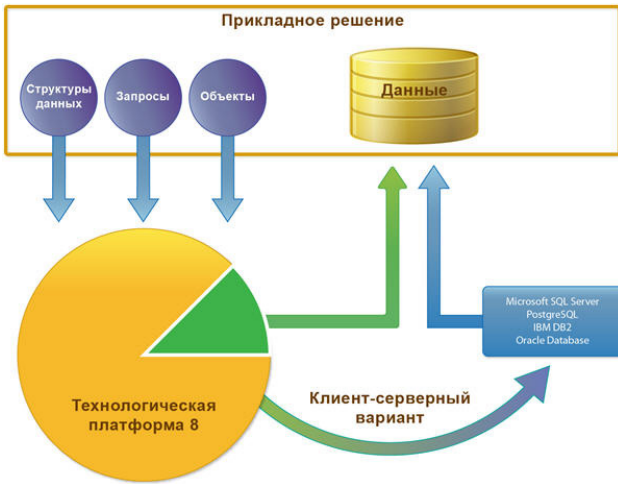 Прикладное решение
Структуры
данных
Запросы
Объекты
Данные
Microsoft SQL Server
PostgreSQL
IBM DB2
Oracle Database
Технологическая
платформа 8
Клиент-серверный
вариант